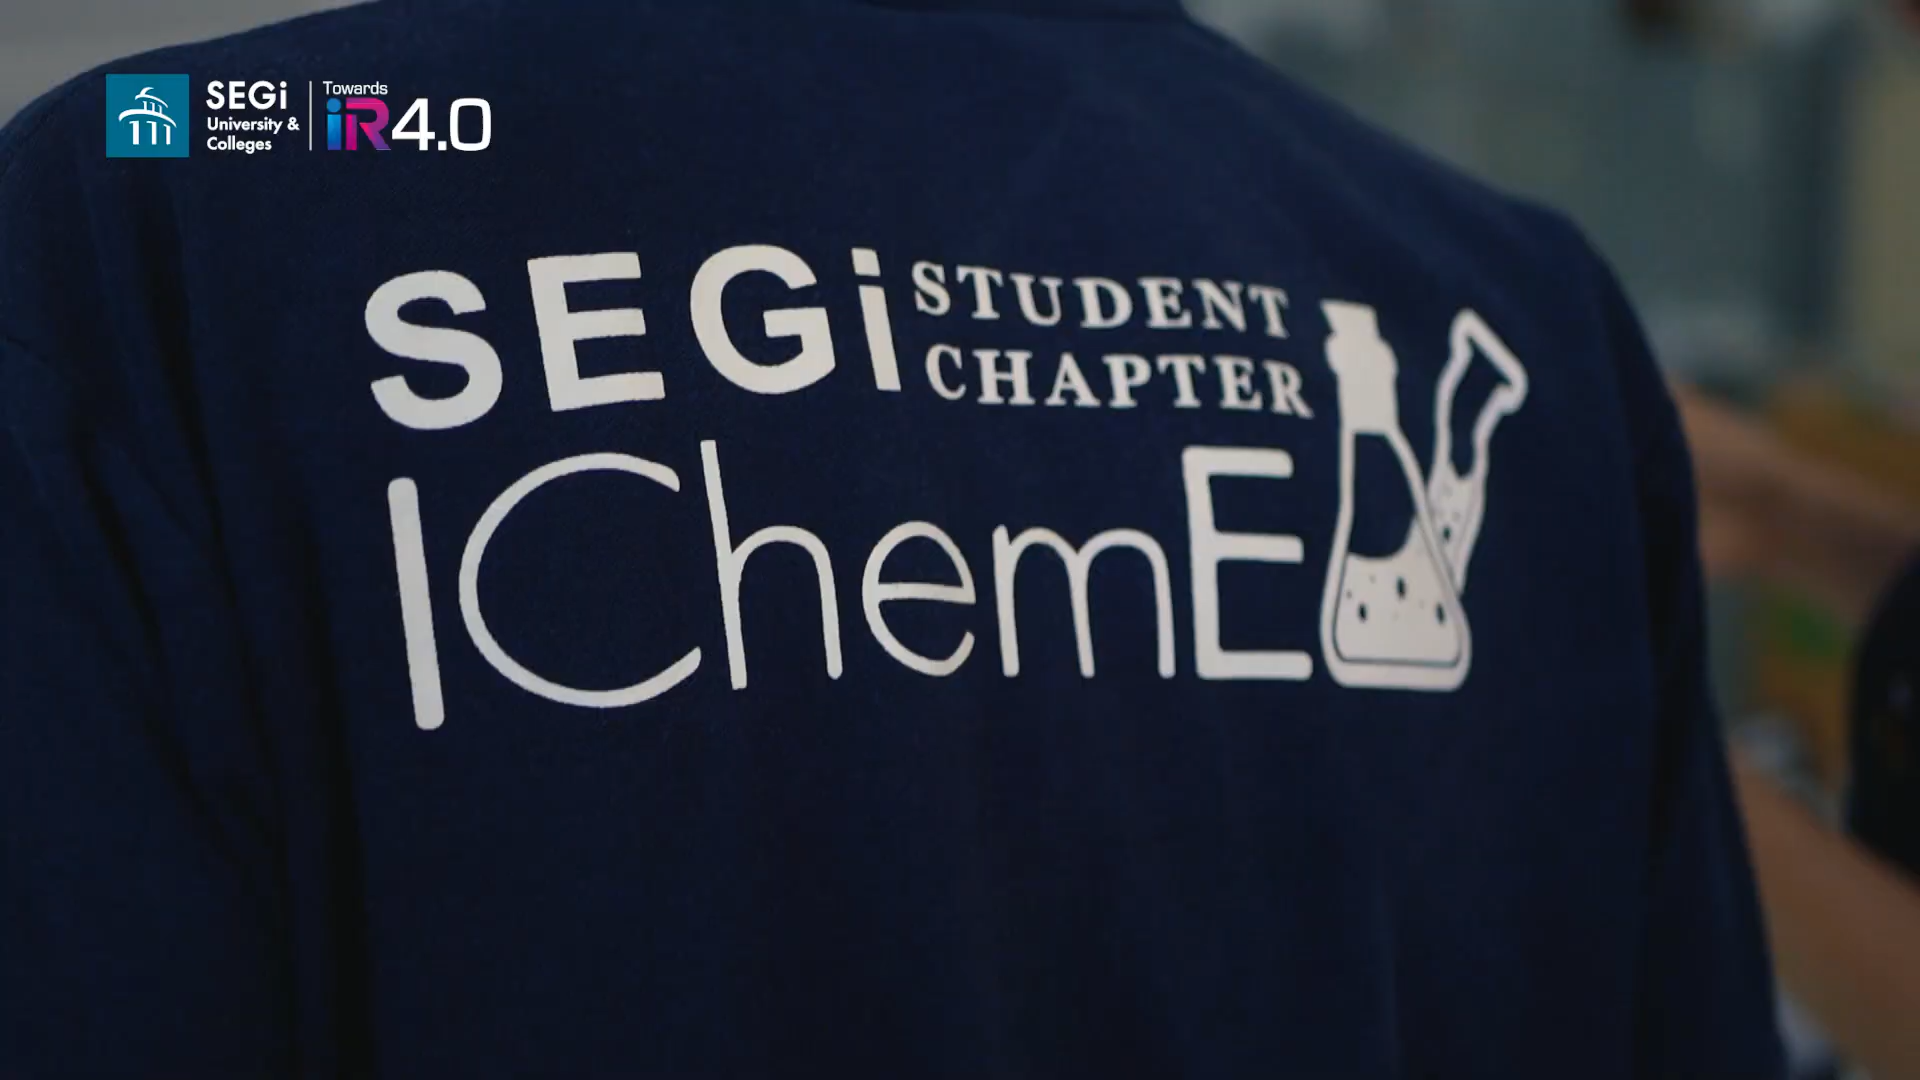 SEGi
University &
Colleges
Towards
iR4.0
SEGi STUDENT
CHAPTER
IChemE